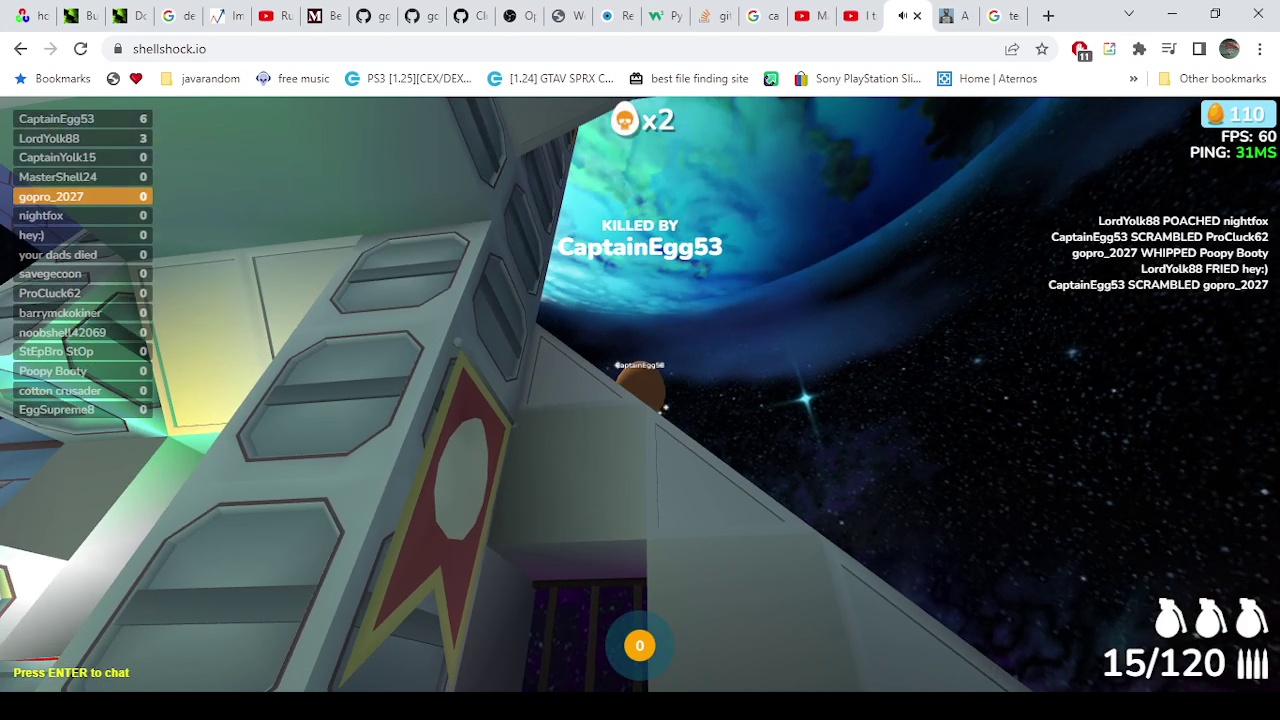 hc
Bu
Dc
de
Im
Ru
Be
gc
gc
Cli
Op
W
Re
Py
git
ca
M
I t
A
te
shellshock.io
11
Bookmarks
javarandom
free music
PS3 [1.25][CEX/DEX...
[1.24] GTAV SPRX C...
best file finding site
Sony PlayStation Sli...
Home | Aternos
»
Other bookmarks
CaptainEgg53 6
LordYolk88 3
CaptainYolk15 0
MasterShell24 0
gopro_2027 0
nightfox 0
hey:) 0
your dads died 0
savegecoon 0
ProCluck62 0
barrymckokiner 0
noobshell42069 0
StEpBro StOp 0
Poopy Booty 0
cotton crusader 0
EggSupreme8 0
x2
KILLED BY
CaptainEgg53
110
FPS: 60
PING: 31MS
LordYolk88 POACHED nightfox
CaptainEgg53 SCRAMBLED ProCluck62
gopro_2027 WHIPPED Poopy Booty
LordYolk88 FRIED hey:)
CaptainEgg53 SCRAMBLED gopro_2027
0
15/120
Press ENTER to chat